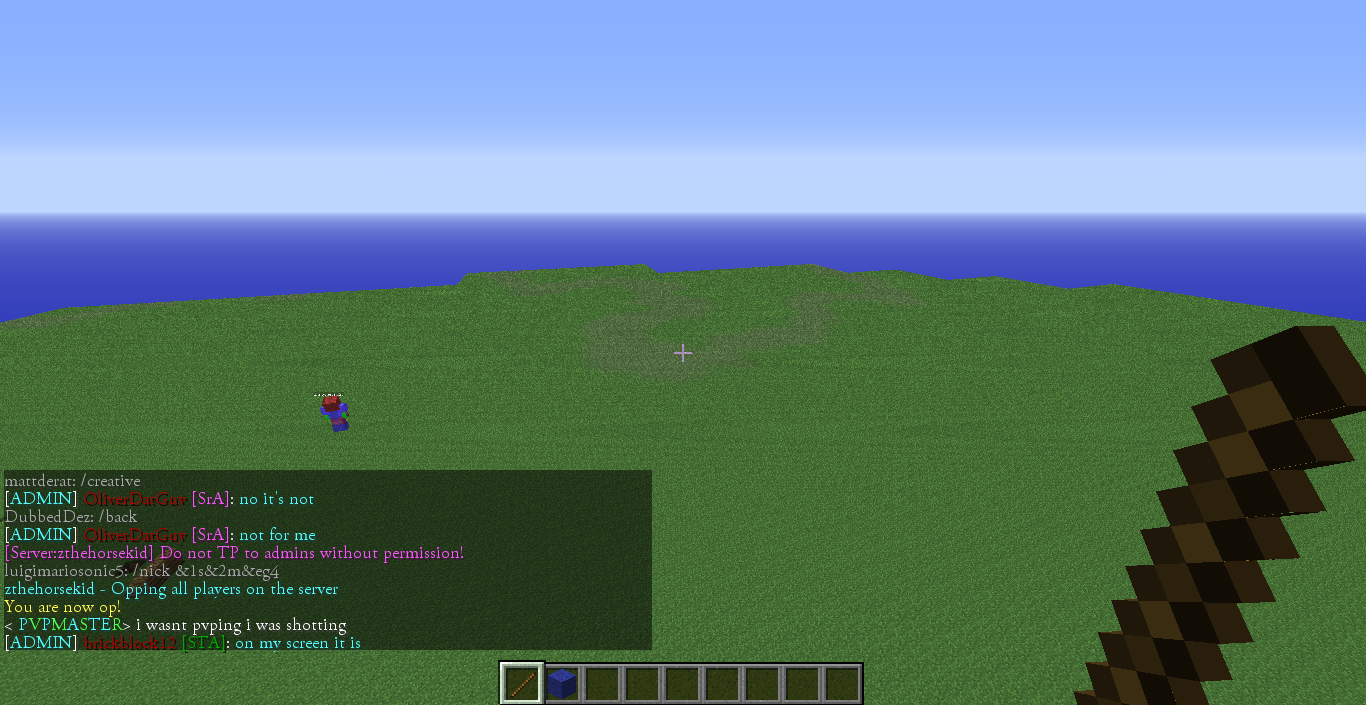 mattderat: /creative
[ADMIN] OliverDatGuy [SrA]: no it's not
DubbedDez: /back
[ADMIN] OliverDatGuy [SrA]: not for me
[Server:zthehorsekid] Do not TP to admins without permission!
luigimariosonic5: /nick &1s&2m&eg4
zthehorsekid - Opping all players on the server
You are now op!
< PVPMASTER> i wasnt pvping i was shotting
[ADMIN] [STA]: on my screen it is